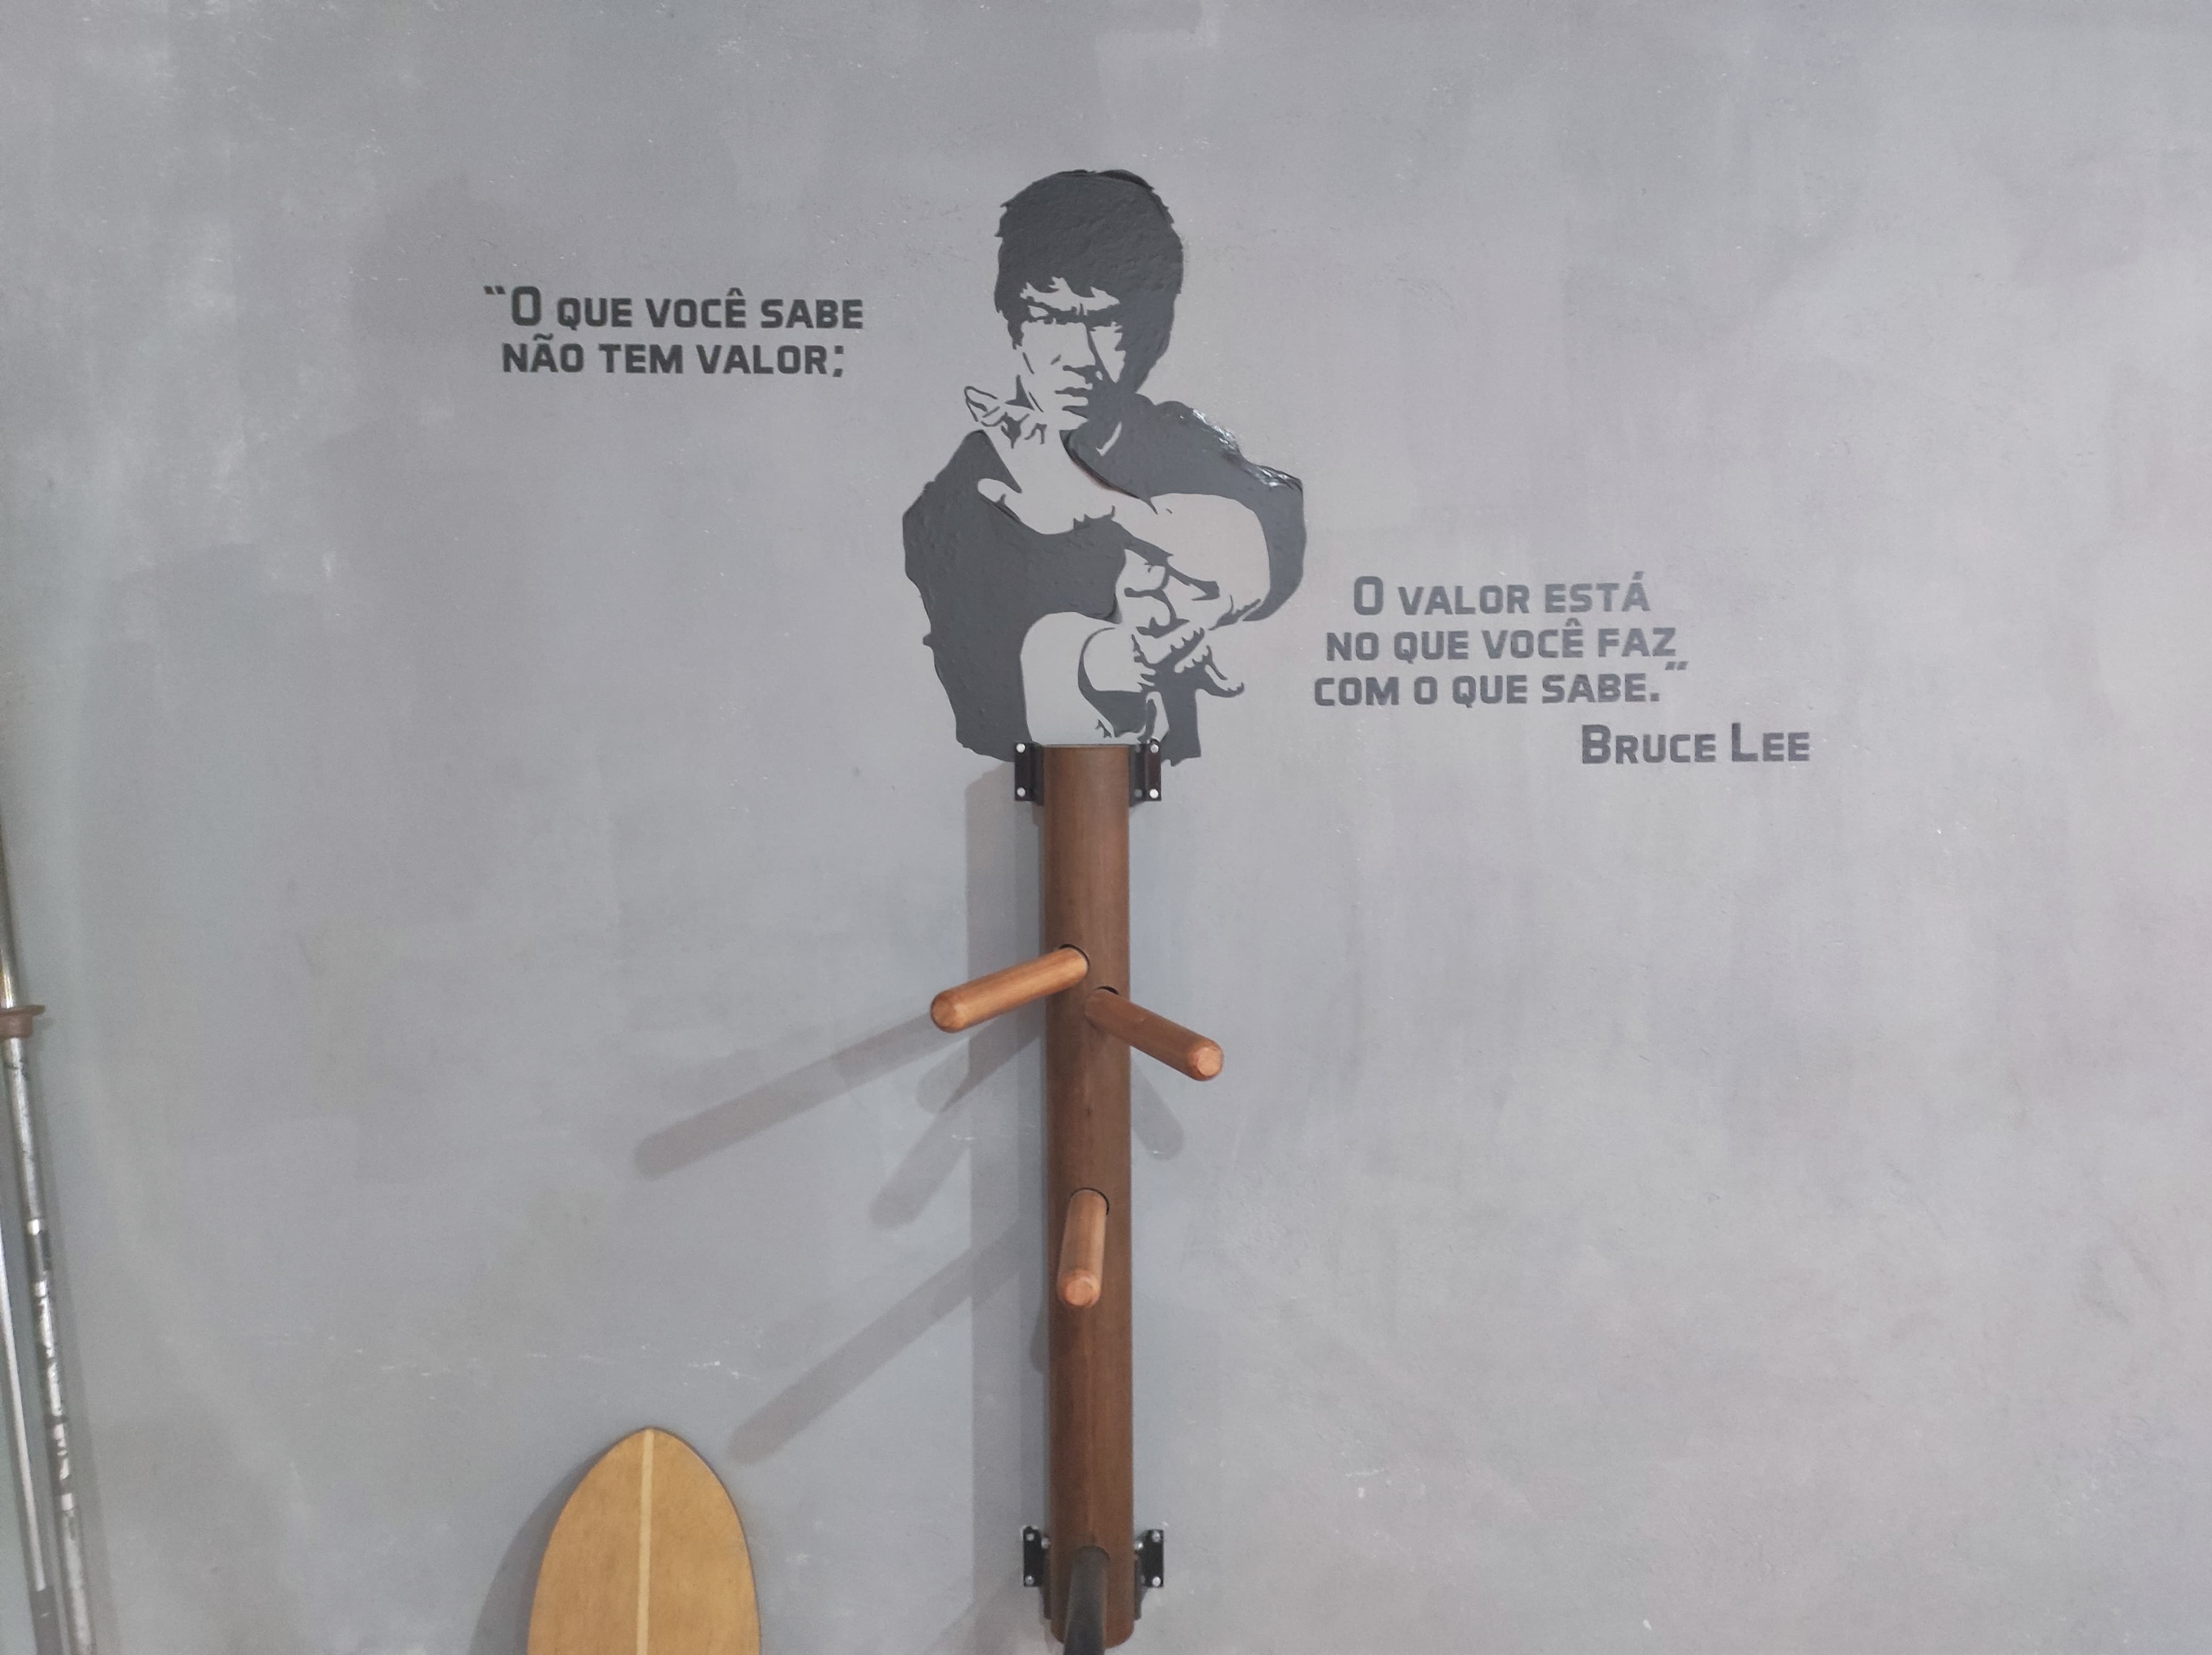 “O QUE VOCÊ SABE
NÃO TEM VALOR;
O VALOR ESTÁ
NO QUE VOCÊ FAZ
COM O QUE SABE.”
BRUCE LEE